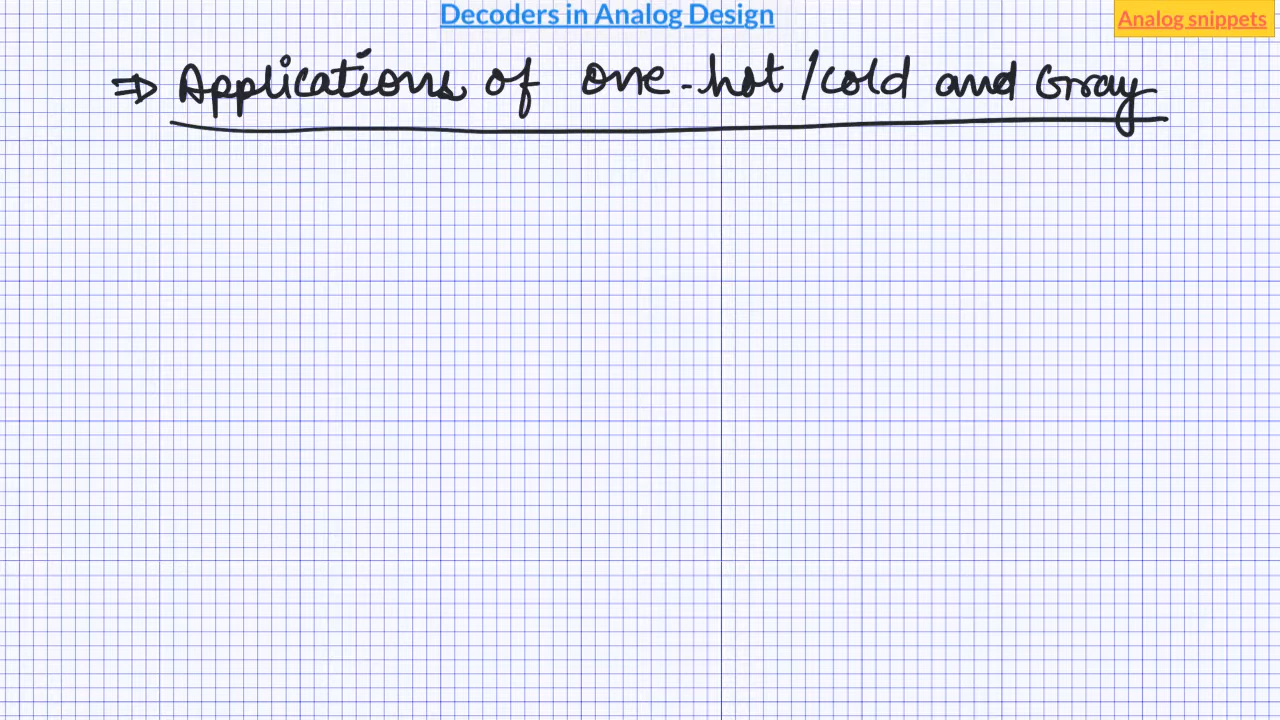 Decoders in Analog Design
Analog snippets
⇒ Applications of one-hot/cold and Gray